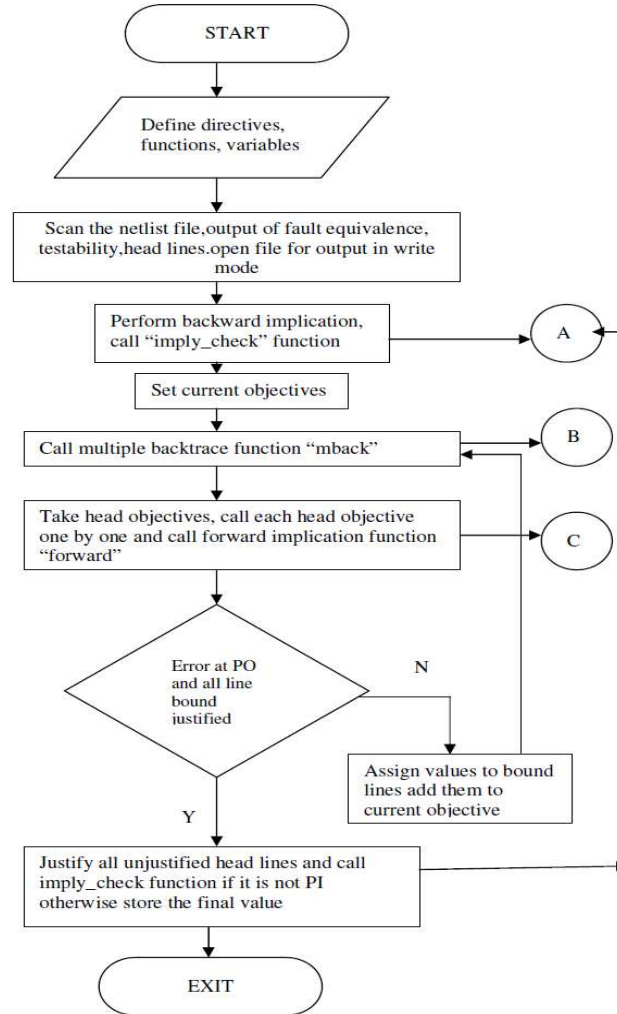 START
Define directives,
functions, variables
Scan the netlist file,output of fault equivalence,
testability,head lines.open file for output in write
mode
Perform backward implication,
call “imply_check” function
A
Set current objectives
Call multiple backtrace function “mback”
B
Take head objectives, call each head objective
one by one and call forward implication function
“forward”
C
Error at PO
and all line
bound
justified
N
Assign values to bound
lines add them to
current objective
Y
Justify all unjustified head lines and call
imply_check function if it is not PI
otherwise store the final value
EXIT